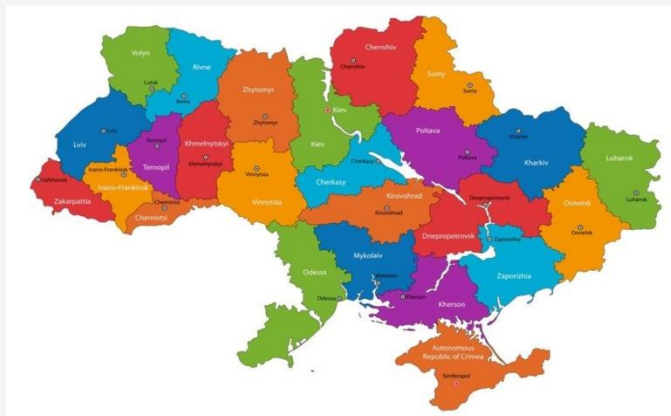 Volyn
Lutsk
Rivne
Rivne
Zhytomyr
Zhytomyr
Kiev
Kiev
Chernihiv
Chernihiv
Sumy
Sumy
Lviv
Lviv
Ternopil
Ternopil
Khmelnytskyi
Khmelnytskyi
Poltava
Poltava
Kharkiv
Kharkiv
Luhansk
Luhansk
Uzhhorod
Zakarpattia
Ivano-Frankivsk
Ivano-Frankivsk
Chernivtsi
Chernivtsi
Vinnytsia
Vinnytsia
Cherkasy
Cherkasy
Kirovohrad
Kirovohrad
Dnepropetrovsk
Dnepropetrovsk
Donetsk
Donetsk
Zaporizhia
Zaporizhia
Odessa
Odessa
Mykolaiv
Mykolaiv
Kherson
Kherson
Autonomous
Republic of Crimea
Simferopol